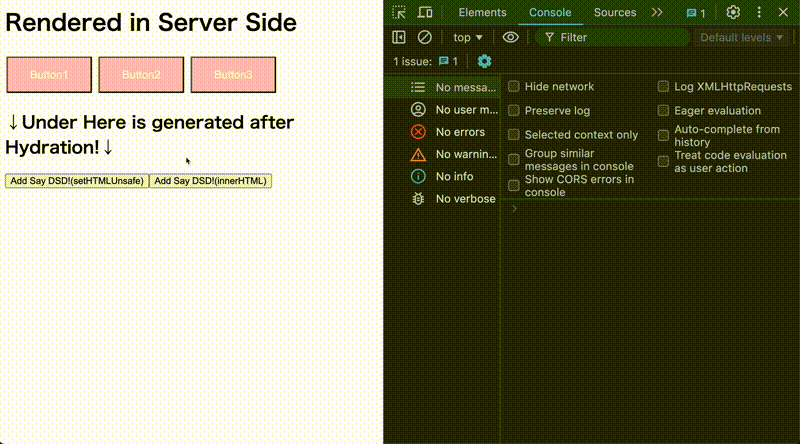 Rendered in Server Side
Button1 Button2 Button3
↓Under Here is generated after
Hydration!↓
Add Say DSD!(setHTMLUnsafe) Add Say DSD!(innerHTML)
Elements Console Sources 1
top Filter Default levels
1 issue: 1
No messa...
No user m...
No errors
No warnin...
No info
No verbose
Hide network
Preserve log
Selected context only
Group similar
messages in console
Show CORS errors in
console
Log XMLHttpRequests
Eager evaluation
Auto-complete from
history
Treat code evaluation
as user action